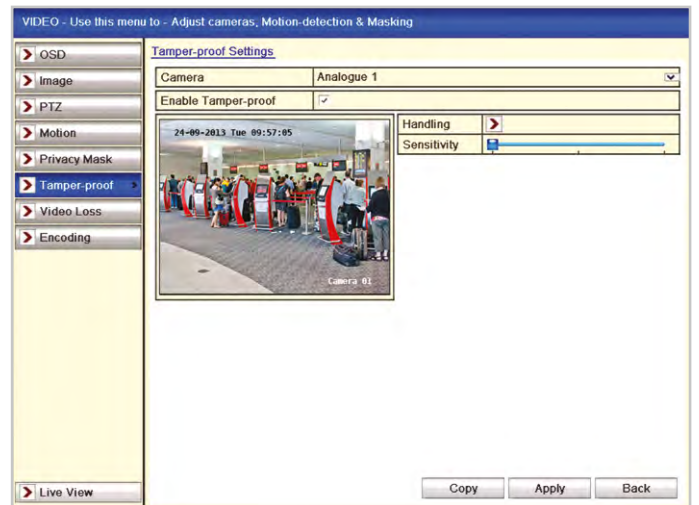 VIDEO - Use this menu to - Adjust cameras, Motion-detection & Masking
OSD
Image
PTZ
Motion
Privacy Mask
Tamper-proof
Video Loss
Encoding
Live View
Tamper-proof Settings
Camera Analogue 1
Enable Tamper-proof
24-09-2013 Tue 09:57:05
Camera 01
Handling
Sensitivity
Copy Apply Back